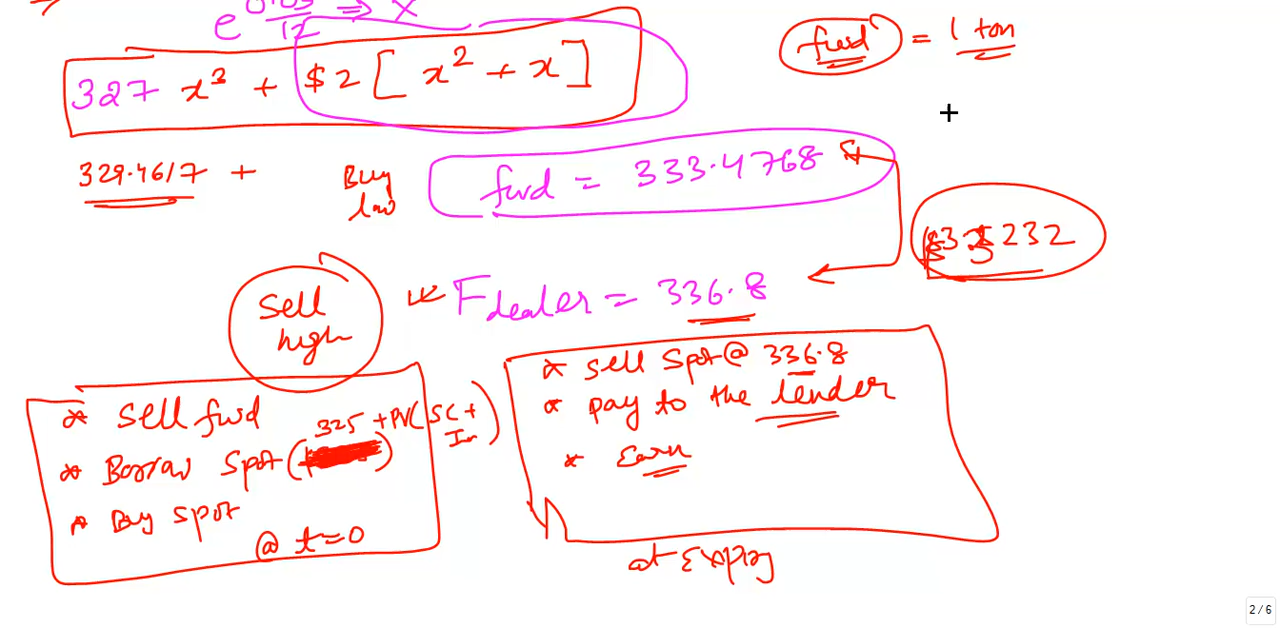 e^0.03/12 ⇒ x
327 x³ + $2 [ x² + x ]
fwd = 1 ton
329.4617 +
Buy low
fwd = 333.4768
232
Sell high
Fdealer = 336.8
* Sell fwd
* Borrow Spot ( 325 + PV( SC + In )
* Buy spot
@ t=0
* Sell Spot @ 336.8
* pay to the lender
* Earn
at Expiry
2 / 6